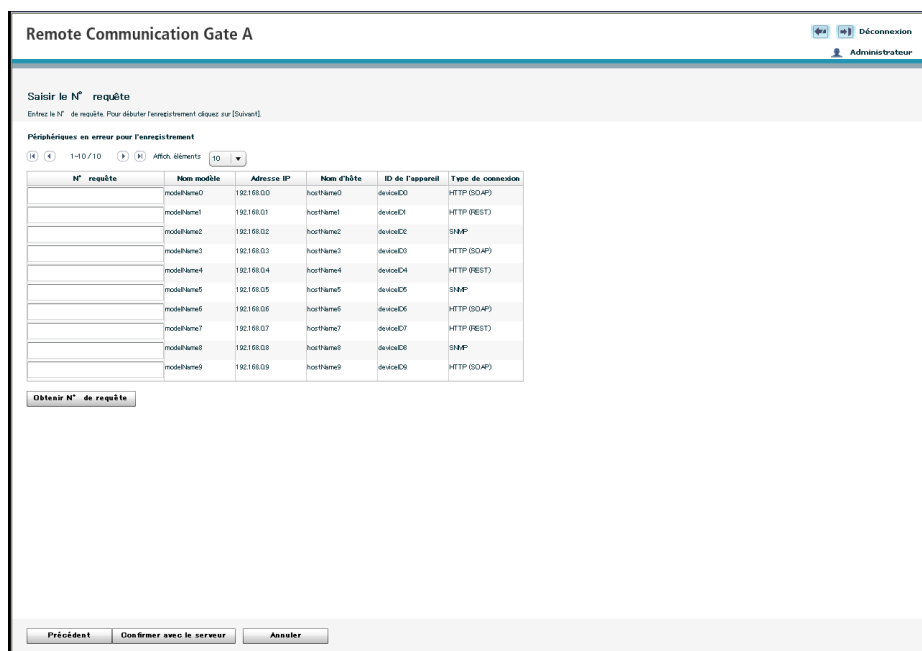 Remote Communication Gate A
Déconnexion
Administrateur
Saisir le N° requête
Entrez le N° de requête. Pour débuter l'enregistrement cliquez sur [Suivant].
Périphériques en erreur pour l'enregistrement
1-10 / 10 Affich. éléments 10
N° requête Nom modèle Adresse IP Nom d'hôte ID de l'appareil Type de connexion
modelName0 192.168.0.0 hostName0 deviceID0 HTTP (SOAP)
modelName1 192.168.0.1 hostName1 deviceID1 HTTP (REST)
modelName2 192.168.0.2 hostName2 deviceID2 SNMP
modelName3 192.168.0.3 hostName3 deviceID3 HTTP (SOAP)
modelName4 192.168.0.4 hostName4 deviceID4 HTTP (REST)
modelName5 192.168.0.5 hostName5 deviceID5 SNMP
modelName6 192.168.0.6 hostName6 deviceID6 HTTP (SOAP)
modelName7 192.168.0.7 hostName7 deviceID7 HTTP (REST)
modelName8 192.168.0.8 hostName8 deviceID8 SNMP
modelName9 192.168.0.9 hostName9 deviceID9 HTTP (SOAP)
Obtenir N° de requête
Précédent Confirmer avec le serveur Annuler